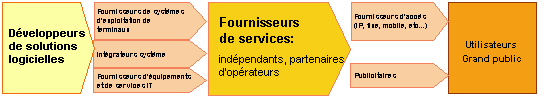 Développeurs
de solutions
logicielles
Fournisseurs de systèmes
d'exploitation de
terminaux
Intégrateur système
Fournisseurs d'équipements
et de services IT
Fournisseurs
de services:
indépendants, partenaires
d'opérateurs
Fournisseurs d'accès
(IP, fixe, mobile, etc...)
Publicitaires
Utilisateurs
Grand public